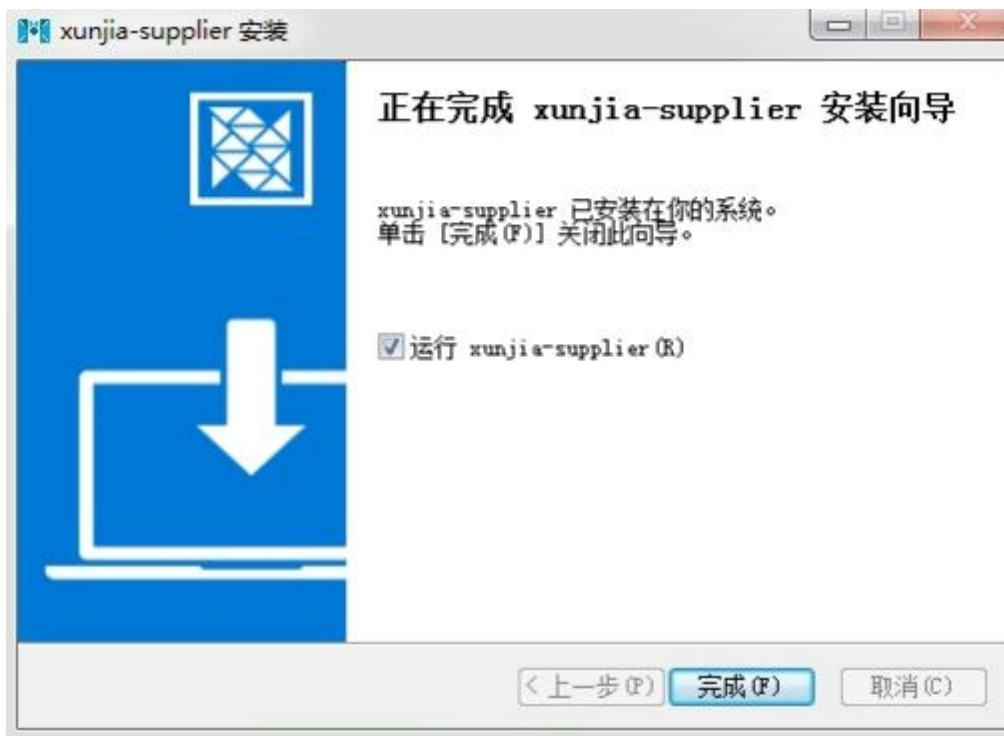 xunjia-supplier 安装
正在完成 xunjia-supplier 安装向导
xunjia-supplier 已安装在你的系统。
单击 [完成(F)] 关闭此向导。
运行 xunjia-supplier(R)
< 上一步(P) 完成(F) 取消(C)